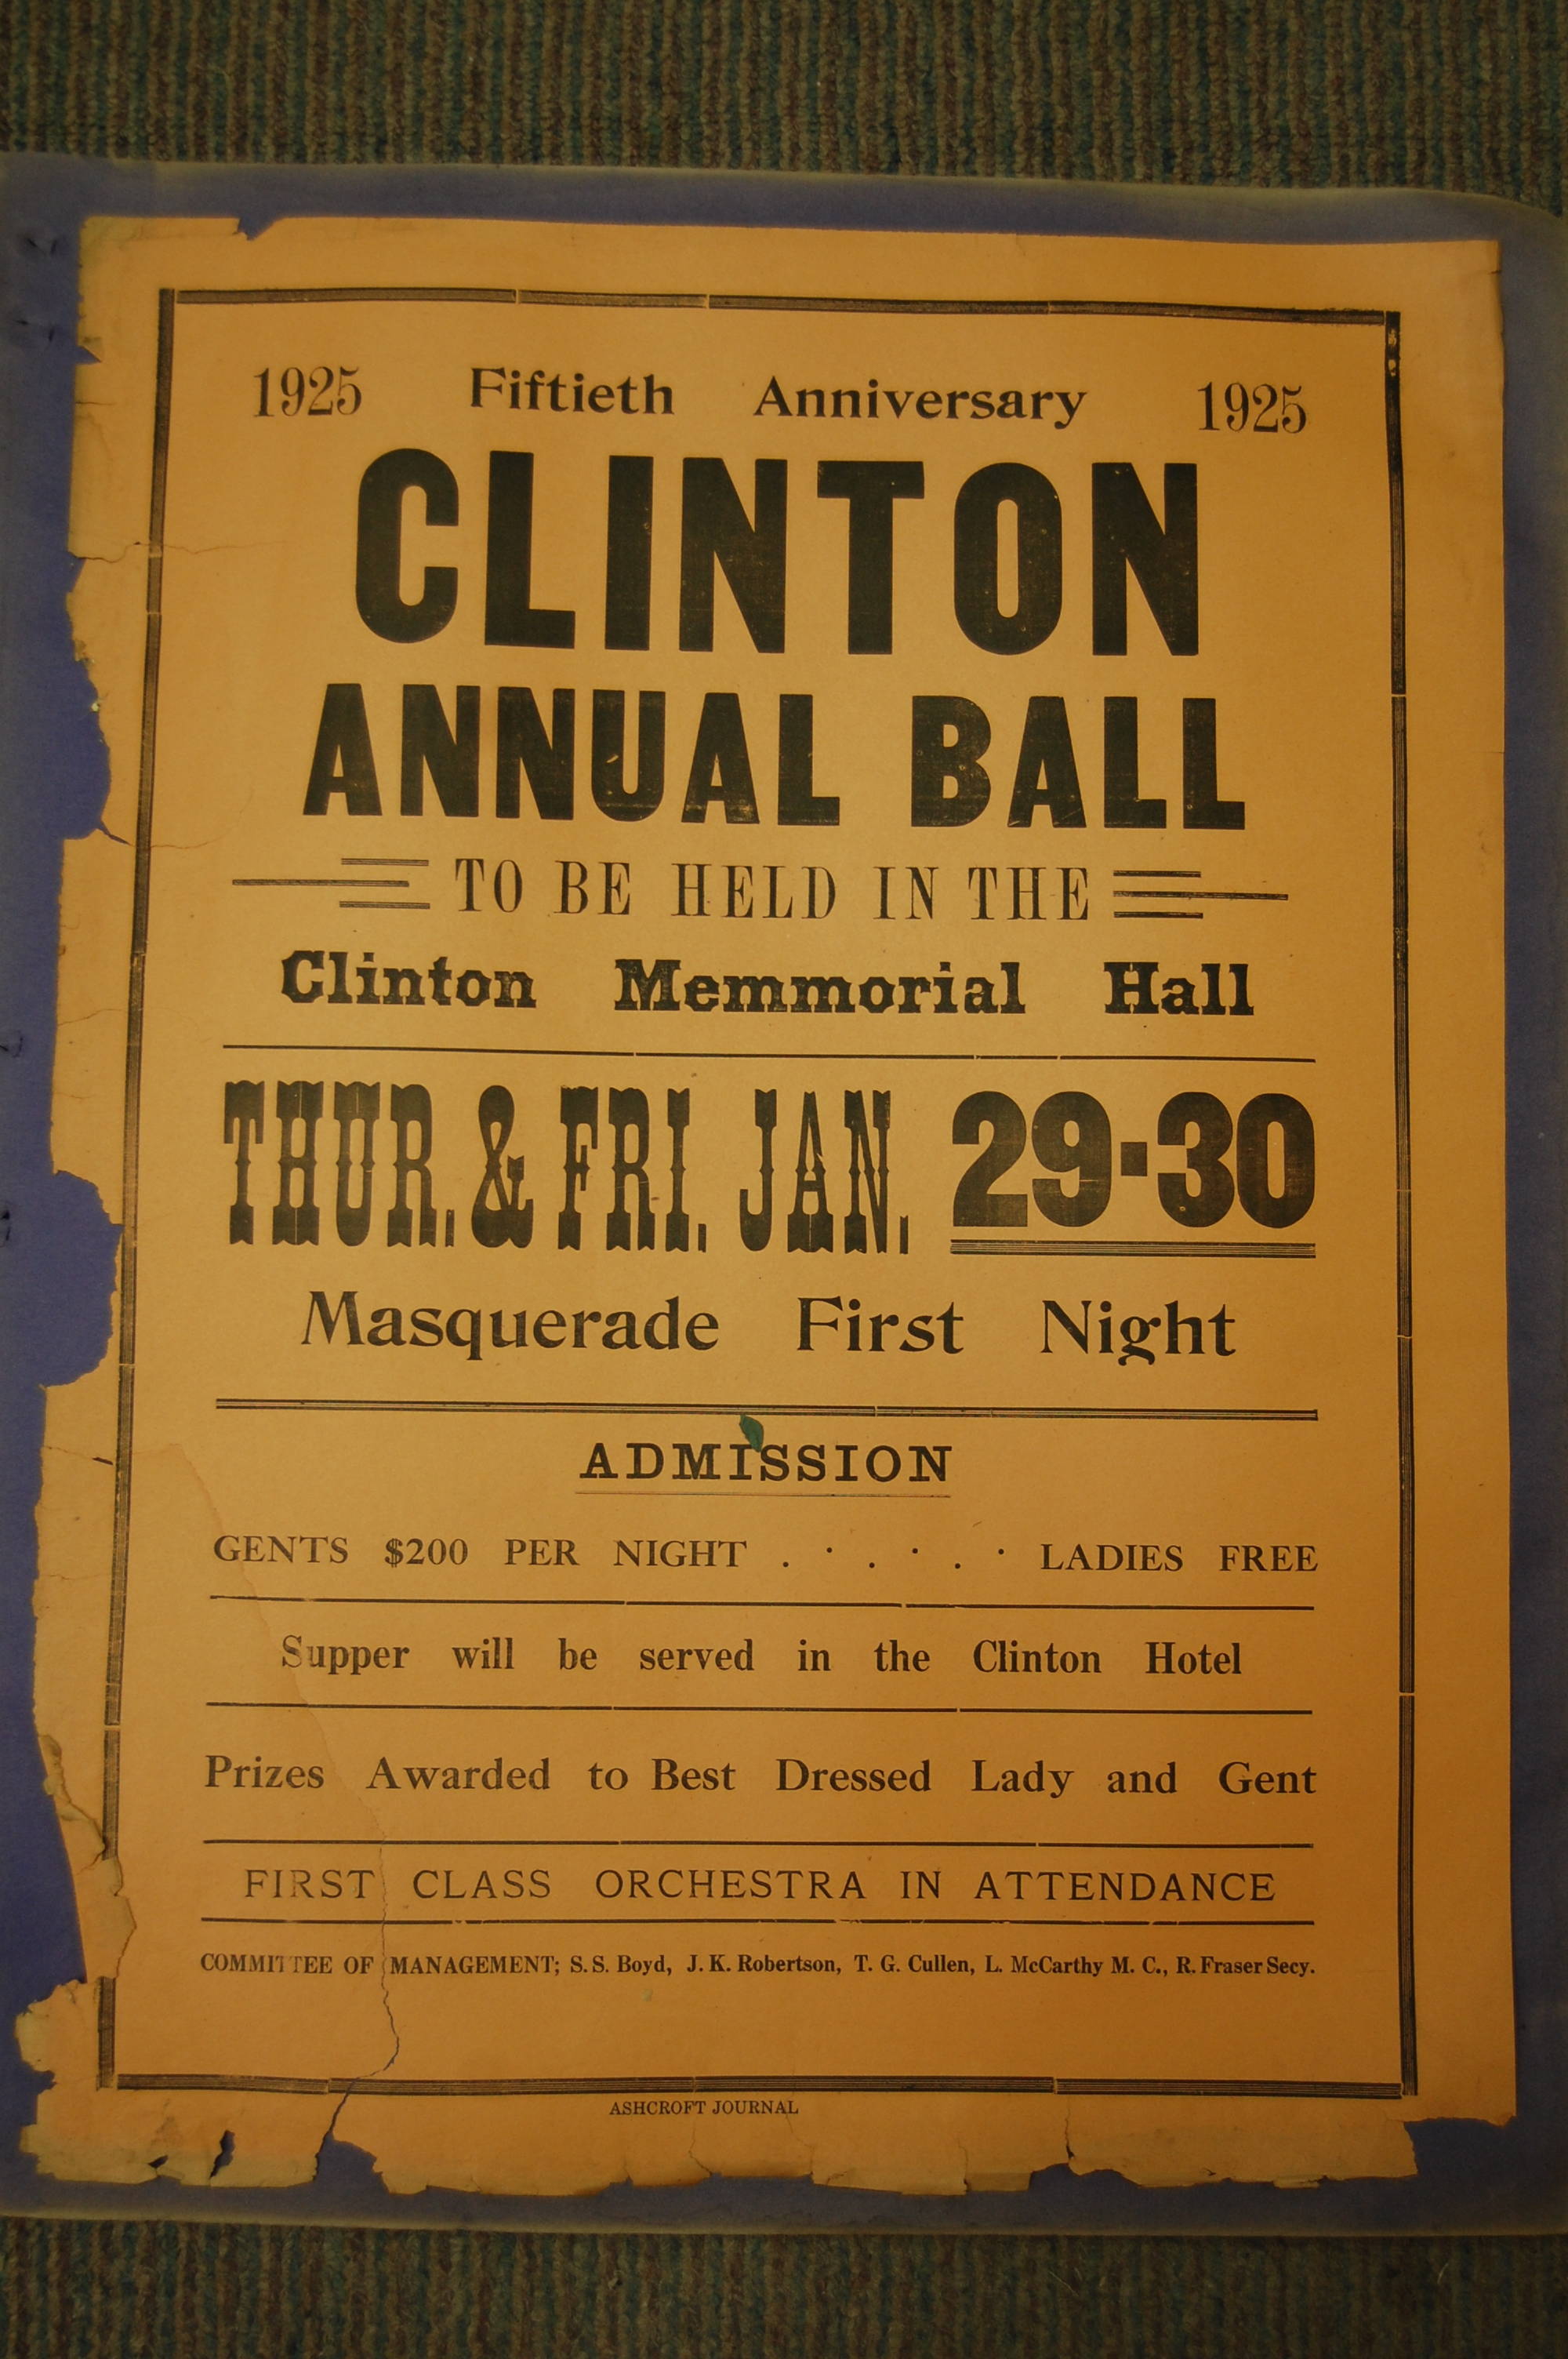 1925 Fiftieth Anniversary 1925
CLINTON
ANNUAL BALL
TO BE HELD IN THE
Clinton Memmorial Hall
THUR. & FRI. JAN. 29-30
Masquerade First Night
ADMISSION
GENTS $200 PER NIGHT . . . . . . LADIES FREE
Supper will be served in the Clinton Hotel
Prizes Awarded to Best Dressed Lady and Gent
FIRST CLASS ORCHESTRA IN ATTENDANCE
COMMITTEE OF MANAGEMENT; S. S. Boyd, J. K. Robertson, T. G. Cullen, L. McCarthy M. C., R. Fraser Secy.
ASHCROFT JOURNAL